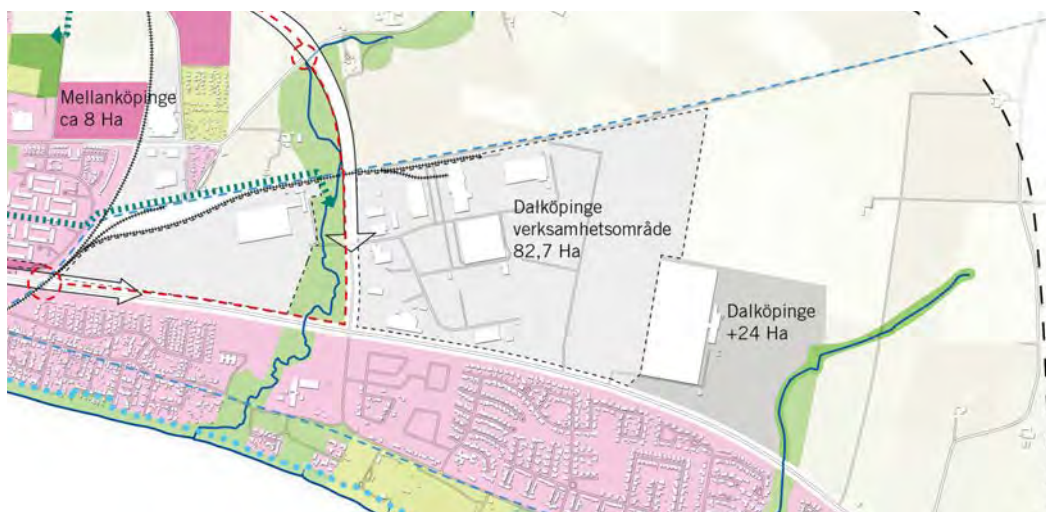 Mellanköpinge
ca 8 Ha
Dalköpinge
verksamhetsområde
82,7 Ha
Dalköpinge
+24 Ha